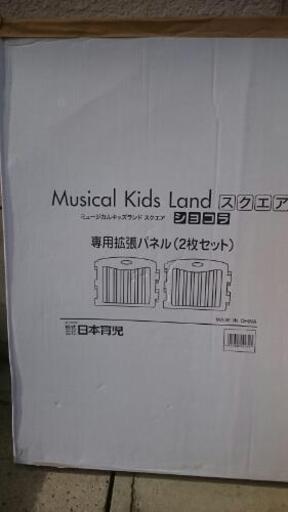 Musical Kids Land スクエア
ミュージカルキッズランド スクエア ショコラ
専用拡張パネル(2枚セット)
日本育児
MADE IN CHINA